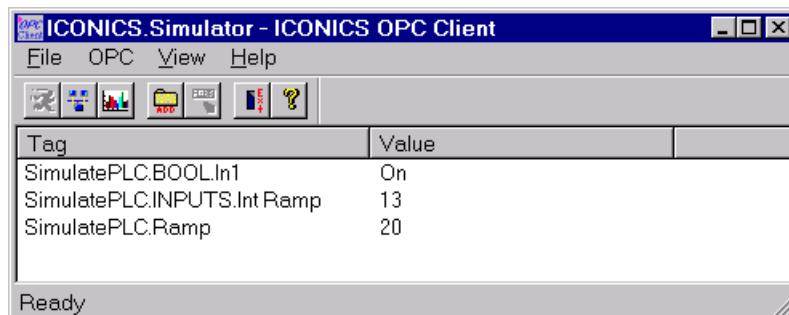 ICONICS.Simulator - ICONICS OPC Client
File OPC View Help
Tag Value
SimulatePLC.BOOL.In1 On
SimulatePLC.INPUTS.Int Ramp 13
SimulatePLC.Ramp 20
Ready